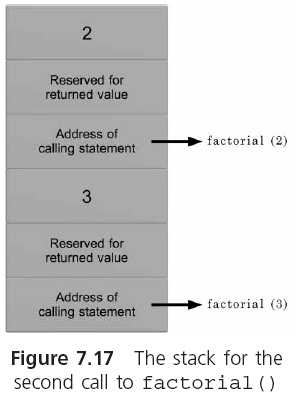 2
Reserved for
returned value
Address of
calling statement
factorial (2)
3
Reserved for
returned value
Address of
calling statement
factorial (3)
Figure 7.17 The stack for the
second call to factorial()